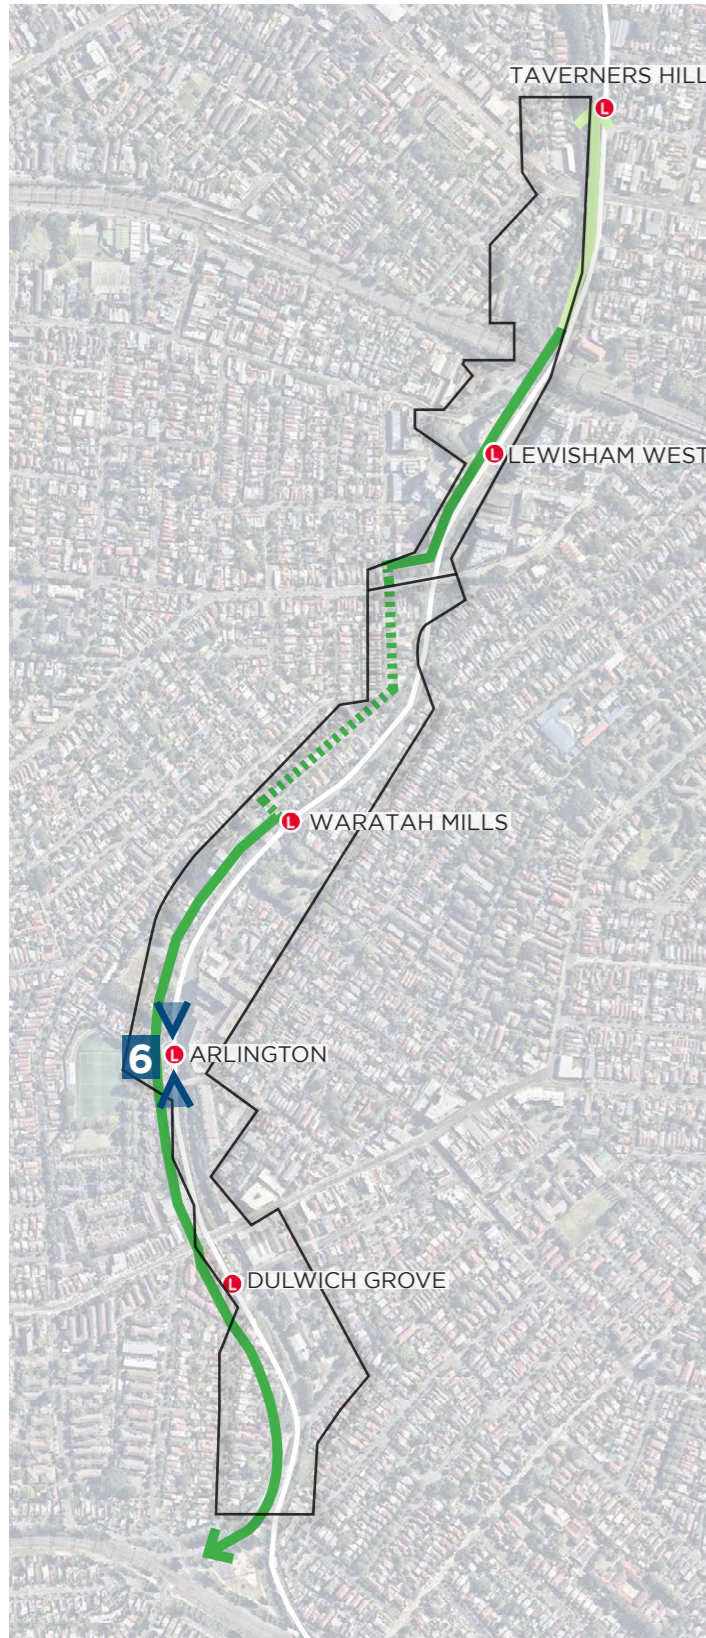 TAVERNERS HILL
L
L LEWISHAM WEST
L WARATAH MILLS
6 L ARLINGTON
L DULWICH GROVE